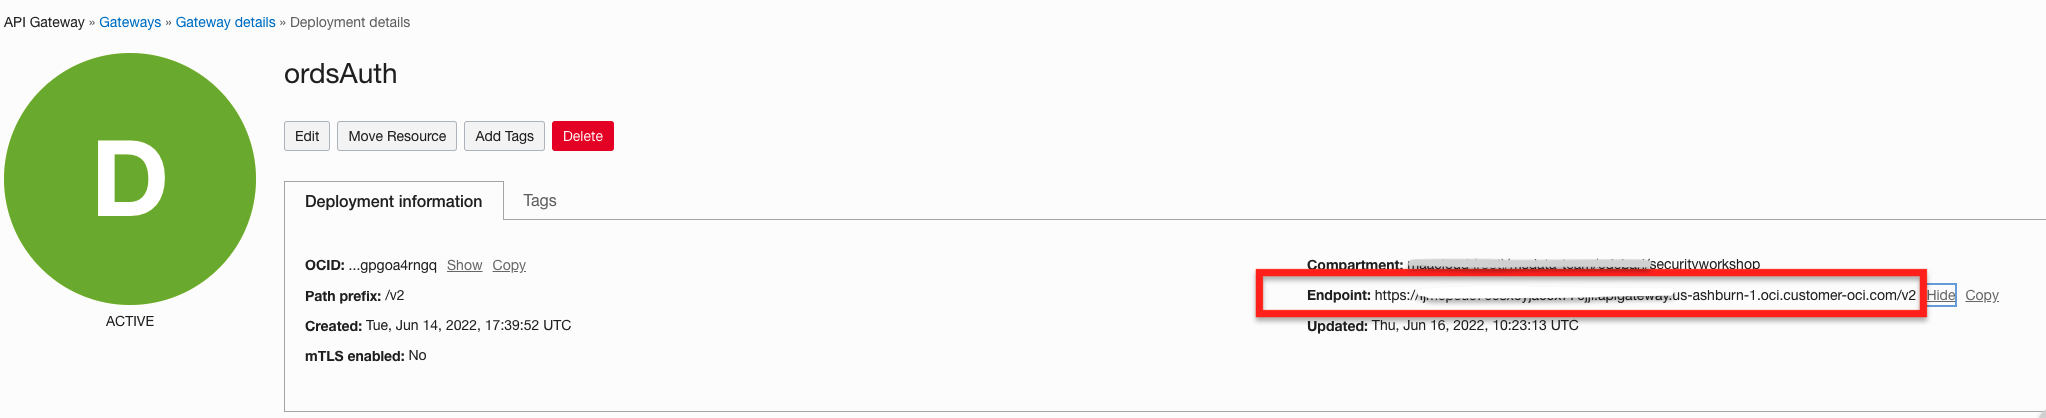 API Gateway » Gateways » Gateway details » Deployment details
D
ACTIVE
ordsAuth
Edit Move Resource Add Tags Delete
Deployment information Tags
OCID: ...gpgoa4rngq Show Copy
Path prefix: /v2
Created: Tue, Jun 14, 2022, 17:39:52 UTC
mTLS enabled: No
Compartment: securityworkshop
Endpoint: https:// .apigateway.us-ashburn-1.oci.customer-oci.com/v2 Hide Copy
Updated: Thu, Jun 16, 2022, 10:23:13 UTC